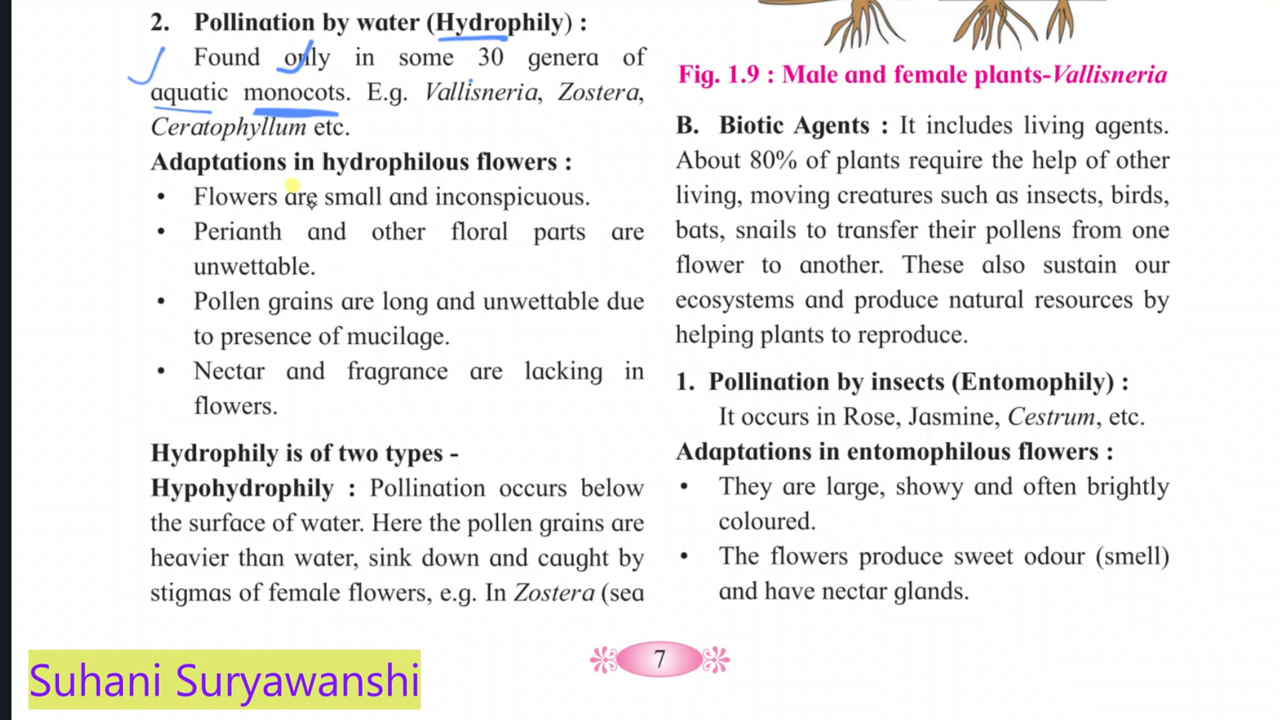 2. Pollination by water (Hydrophily) :
Found only in some 30 genera of
aquatic monocots. E.g. Vallisneria, Zostera,
Ceratophyllum etc.
Adaptations in hydrophilous flowers :
• Flowers are small and inconspicuous.
• Perianth and other floral parts are
unwettable.
• Pollen grains are long and unwettable due
to presence of mucilage.
• Nectar and fragrance are lacking in
flowers.
Hydrophily is of two types -
Hypohydrophily : Pollination occurs below
the surface of water. Here the pollen grains are
heavier than water, sink down and caught by
stigmas of female flowers, e.g. In Zostera (sea
Fig. 1.9 : Male and female plants-Vallisneria
B. Biotic Agents : It includes living agents.
About 80% of plants require the help of other
living, moving creatures such as insects, birds,
bats, snails to transfer their pollens from one
flower to another. These also sustain our
ecosystems and produce natural resources by
helping plants to reproduce.
1. Pollination by insects (Entomophily) :
It occurs in Rose, Jasmine, Cestrum, etc.
Adaptations in entomophilous flowers :
• They are large, showy and often brightly
coloured.
• The flowers produce sweet odour (smell)
and have nectar glands.
7
Suhani Suryawanshi